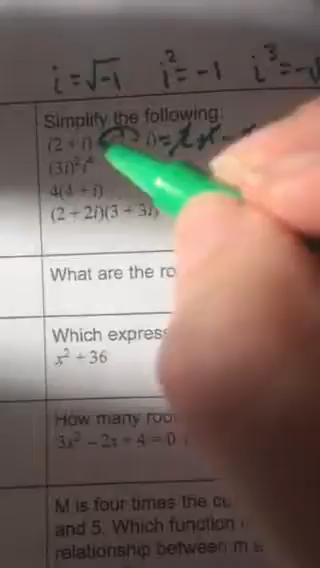 i = √-1 i² = -1 i³ = -√
Simplify the following:
(2 + i) i) =
(3i)²i⁴
4(4 + i)
(2 + 2i)(3 + 3i)
What are the ro
Which express
x² + 36
How many roo
3x² - 2x + 4 = 0
M is four times the cu
and 5. Which function
relationship between m